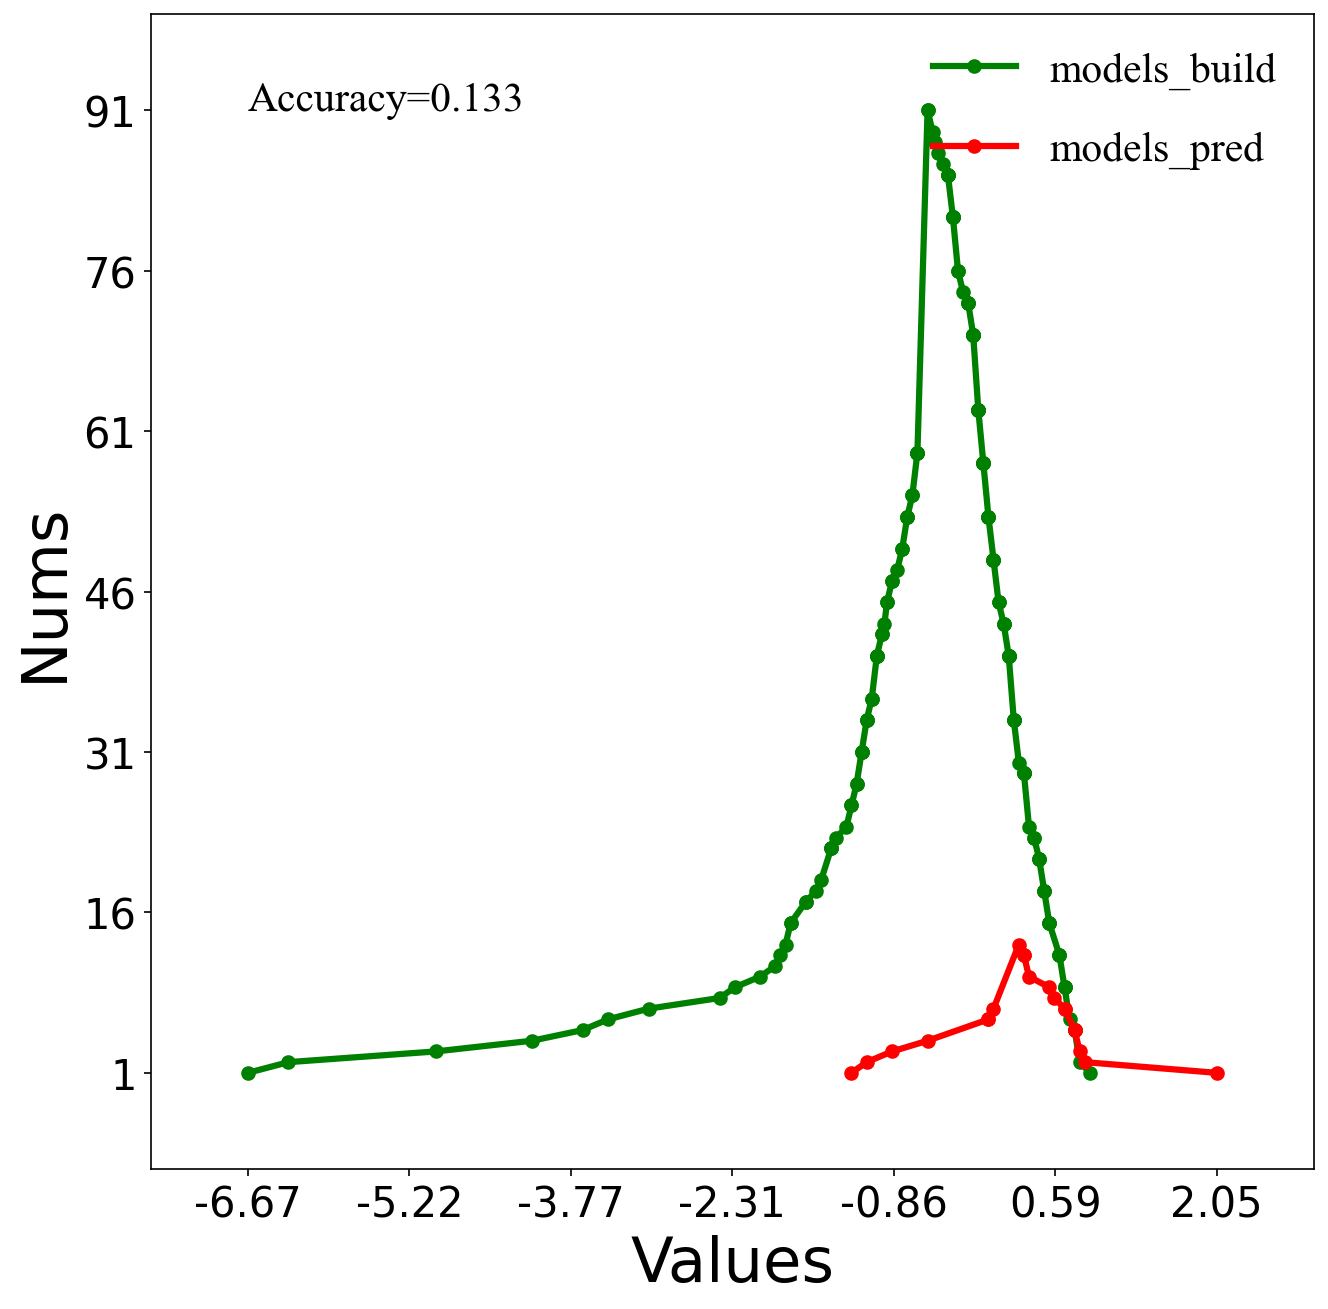 models_build
Accuracy=0.133
models_pred
91
76
61
46
31
16
1
Nums
-6.67 -5.22 -3.77 -2.31 -0.86 0.59 2.05
Values